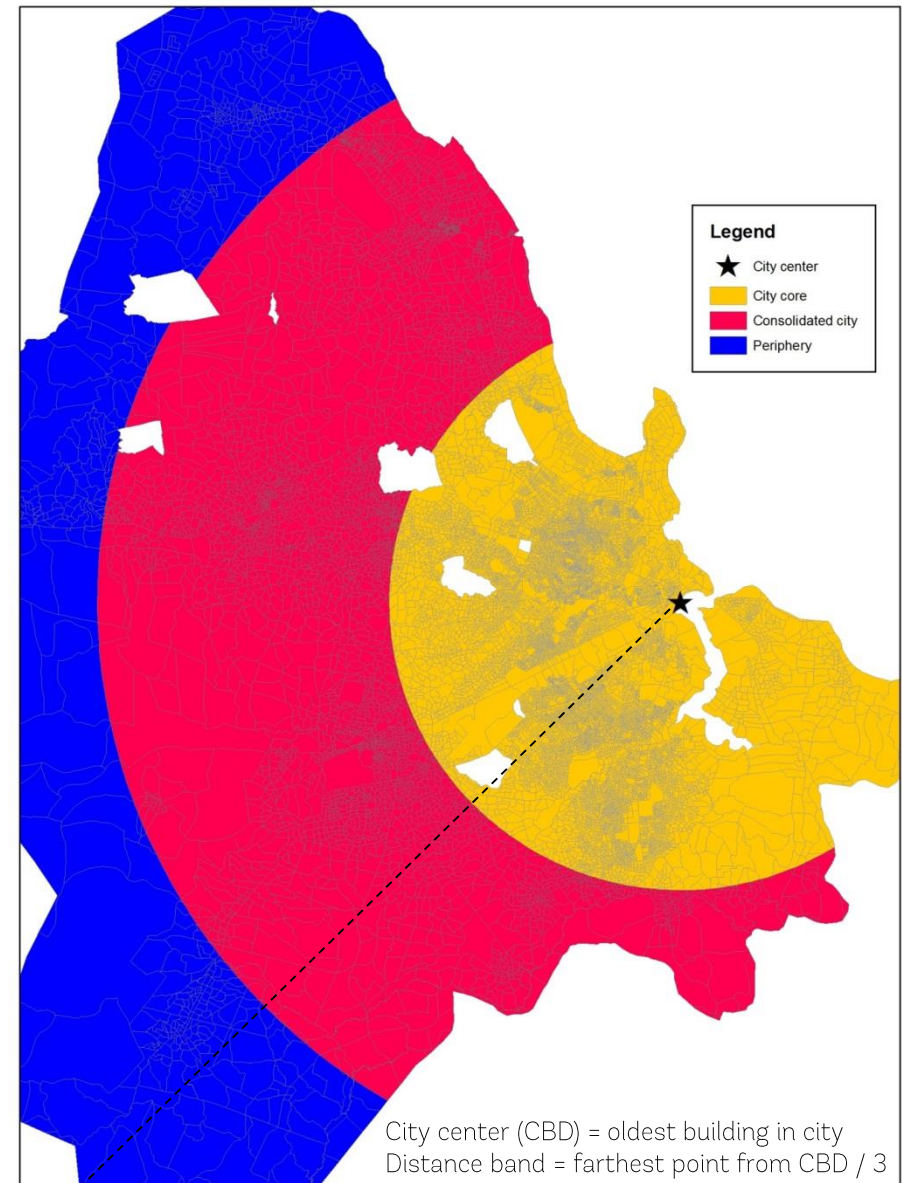 Legend
City center
City core
Consolidated city
Periphery
City center (CBD) = oldest building in city
Distance band = farthest point from CBD / 3